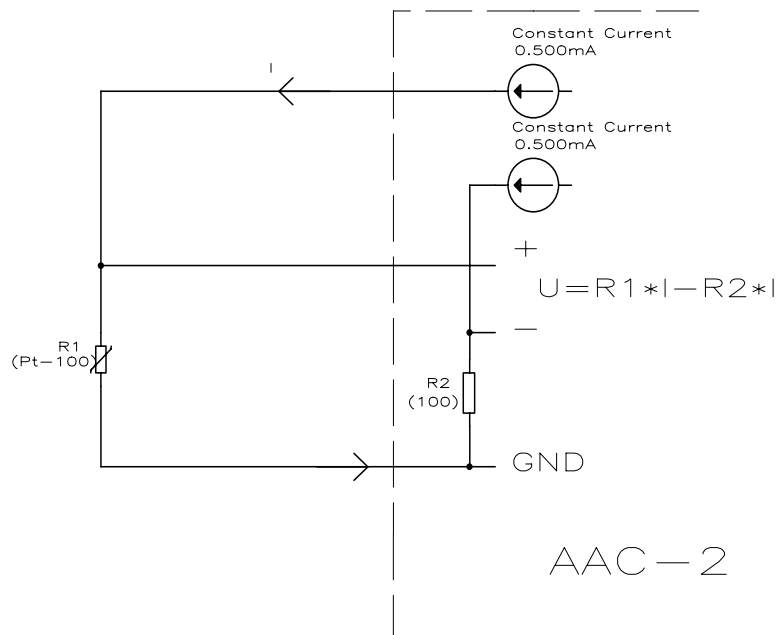 Constant Current
0.500mA
I
Constant Current
0.500mA
+
U=R1*I-R2*I
-
R1
(Pt-100)
R2
(100)
GND
AAC-2